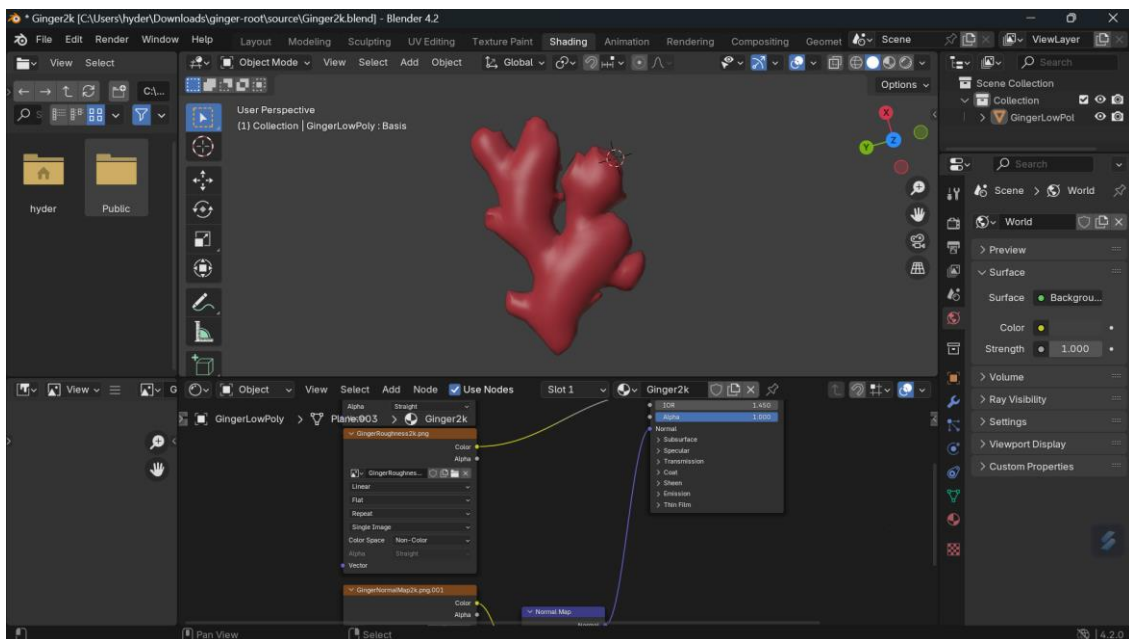 * Ginger2k [C:\Users\hyder\Downloads\ginger-root\source\Ginger2k.blend] - Blender 4.2
File Edit Render Window Help Layout Modeling Sculpting UV Editing Texture Paint Shading Animation Rendering Compositing Geomet Scene ViewLayer
View Select Object Mode View Select Add Object Global Search
C:\... Options Scene Collection
Collection
User Perspective
(1) Collection | GingerLowPoly : Basis
GingerLowPol
Search
hyder Public
Scene > World
World
Preview
Surface
Surface Backgrou...
Color
Strength 1.000
Volume
Ray Visibility
Settings
Viewport Display
Custom Properties
X
Y
Z
View G Object View Select Add Node Use Nodes Slot 1 Ginger2k
GingerLowPoly > Plane.003 > Ginger2k
Alpha Straight
GingerRoughness2k.png
Color
Alpha
GingerRoughnes...
Linear
Flat
Repeat
Single Image
Color Space Non-Color
Alpha Straight
Vector
GingerNormalMap2k.png.001
Color
Alpha
Normal Map
Normal
IOR 1.450
Alpha 1.000
Normal
Subsurface
Specular
Transmission
Coat
Sheen
Emission
Thin Film
Pan View Select 4.2.0